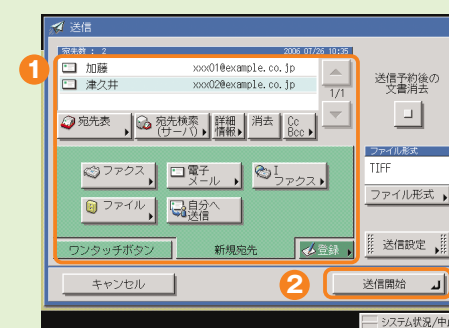 送信
宛先数 : 2 2006 07/26 10:35
1
加藤 xxx01@example.co.jp
津久井 xxx02@example.co.jp
1/1
送信予約後の
文書消去
宛先表
宛先検索
(サーバ)
詳細
情報
消去
Cc
Bcc
ファイル形式
TIFF
ファイル形式
ファクス
電子
メール
I
ファクス
ファイル
自分へ
送信
ワンタッチボタン
新規宛先
登録
送信設定
キャンセル
2
送信開始
システム状況/中